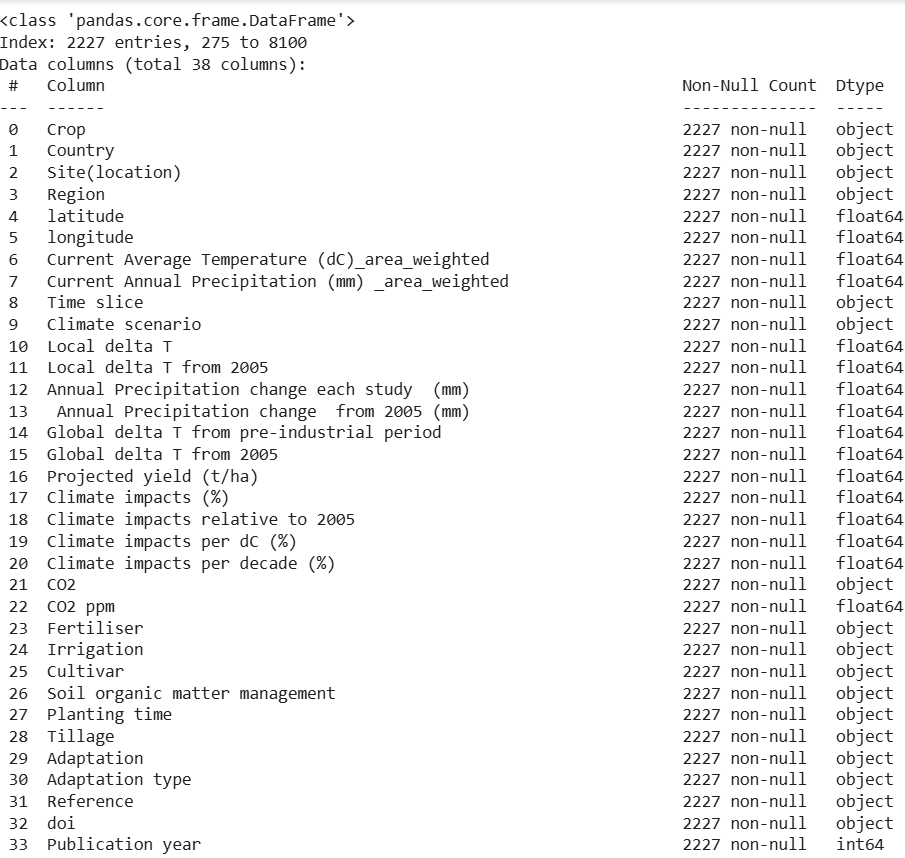 <class 'pandas.core.frame.DataFrame'>
Index: 2227 entries, 275 to 8100
Data columns (total 38 columns):
 #   Column                                                            Non-Null Count  Dtype
---  ------                                                            --------------  -----
 0   Crop                                                              2227 non-null   object
 1   Country                                                           2227 non-null   object
 2   Site(location)                                                    2227 non-null   object
 3   Region                                                            2227 non-null   object
 4   latitude                                                          2227 non-null   float64
 5   longitude                                                         2227 non-null   float64
 6   Current Average Temperature (dC)_area_weighted                    2227 non-null   float64
 7   Current Annual Precipitation (mm) _area_weighted                  2227 non-null   float64
 8   Time slice                                                        2227 non-null   object
 9   Climate scenario                                                  2227 non-null   object
 10  Local delta T                                                     2227 non-null   float64
 11  Local delta T from 2005                                           2227 non-null   float64
 12  Annual Precipitation change each study  (mm)                      2227 non-null   float64
 13   Annual Precipitation change  from 2005 (mm)                      2227 non-null   float64
 14  Global delta T from pre-industrial period                         2227 non-null   float64
 15  Global delta T from 2005                                          2227 non-null   float64
 16  Projected yield (t/ha)                                            2227 non-null   float64
 17  Climate impacts (%)                                               2227 non-null   float64
 18  Climate impacts relative to 2005                                  2227 non-null   float64
 19  Climate impacts per dC (%)                                        2227 non-null   float64
 20  Climate impacts per decade (%)                                    2227 non-null   float64
 21  CO2                                                               2227 non-null   object
 22  CO2 ppm                                                           2227 non-null   float64
 23  Fertiliser                                                        2227 non-null   object
 24  Irrigation                                                        2227 non-null   object
 25  Cultivar                                                          2227 non-null   object
 26  Soil organic matter management                                    2227 non-null   object
 27  Planting time                                                     2227 non-null   object
 28  Tillage                                                           2227 non-null   object
 29  Adaptation                                                        2227 non-null   object
 30  Adaptation type                                                   2227 non-null   object
 31  Reference                                                         2227 non-null   object
 32  doi                                                               2227 non-null   object
 33  Publication year                                                  2227 non-null   int64